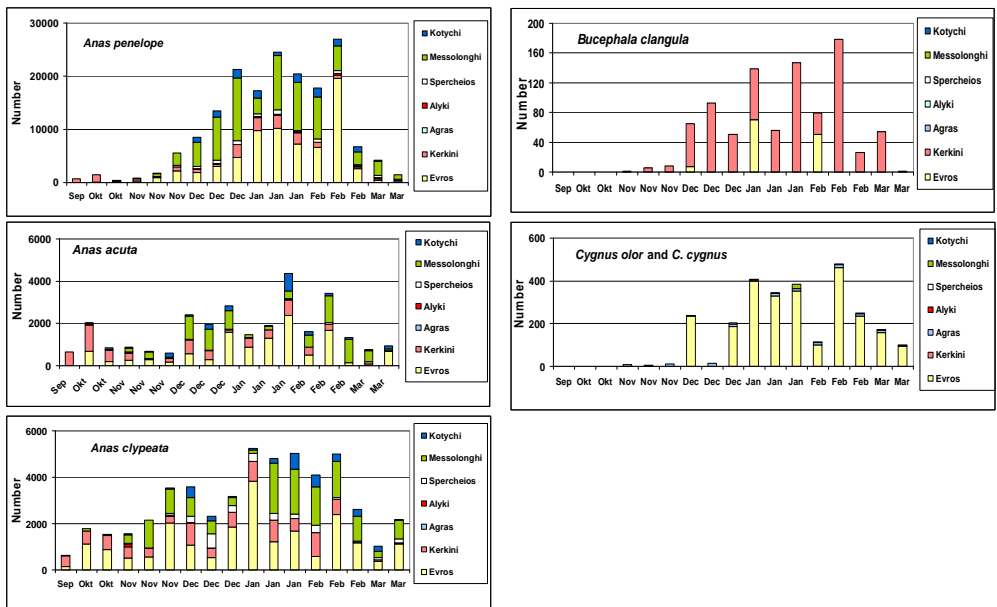 30000
20000
10000
0
Number
Anas penelope
Sep Okt Okt Nov Nov Nov Dec Dec Dec Jan Jan Jan Feb Feb Feb Mar Mar
Kotychi
Messolonghi
Spercheios
Alyki
Agras
Kerkini
Evros
200
160
120
80
40
0
Number
Bucephala clangula
Sep Okt Okt Nov Nov Nov Dec Dec Dec Jan Jan Jan Feb Feb Feb Mar Mar
Kotychi
Messolonghi
Spercheios
Alyki
Agras
Kerkini
Evros
6000
4000
2000
0
Number
Anas acuta
Sep Okt Okt Nov Nov Nov Dec Dec Dec Jan Jan Jan Feb Feb Feb Mar Mar
Kotychi
Messolonghi
Spercheios
Alyki
Agras
Kerkini
Evros
600
400
200
0
Number
Cygnus olor and C. cygnus
Sep Okt Okt Nov Nov Nov Dec Dec Dec Jan Jan Jan Feb Feb Feb Mar Mar
Kotychi
Messolonghi
Spercheios
Alyki
Agras
Kerkini
Evros
6000
4000
2000
0
Number
Anas clypeata
Sep Okt Okt Nov Nov Nov Dec Dec Dec Jan Jan Jan Feb Feb Feb Mar Mar
Kotychi
Messolonghi
Spercheios
Alyki
Agras
Kerkini
Evros